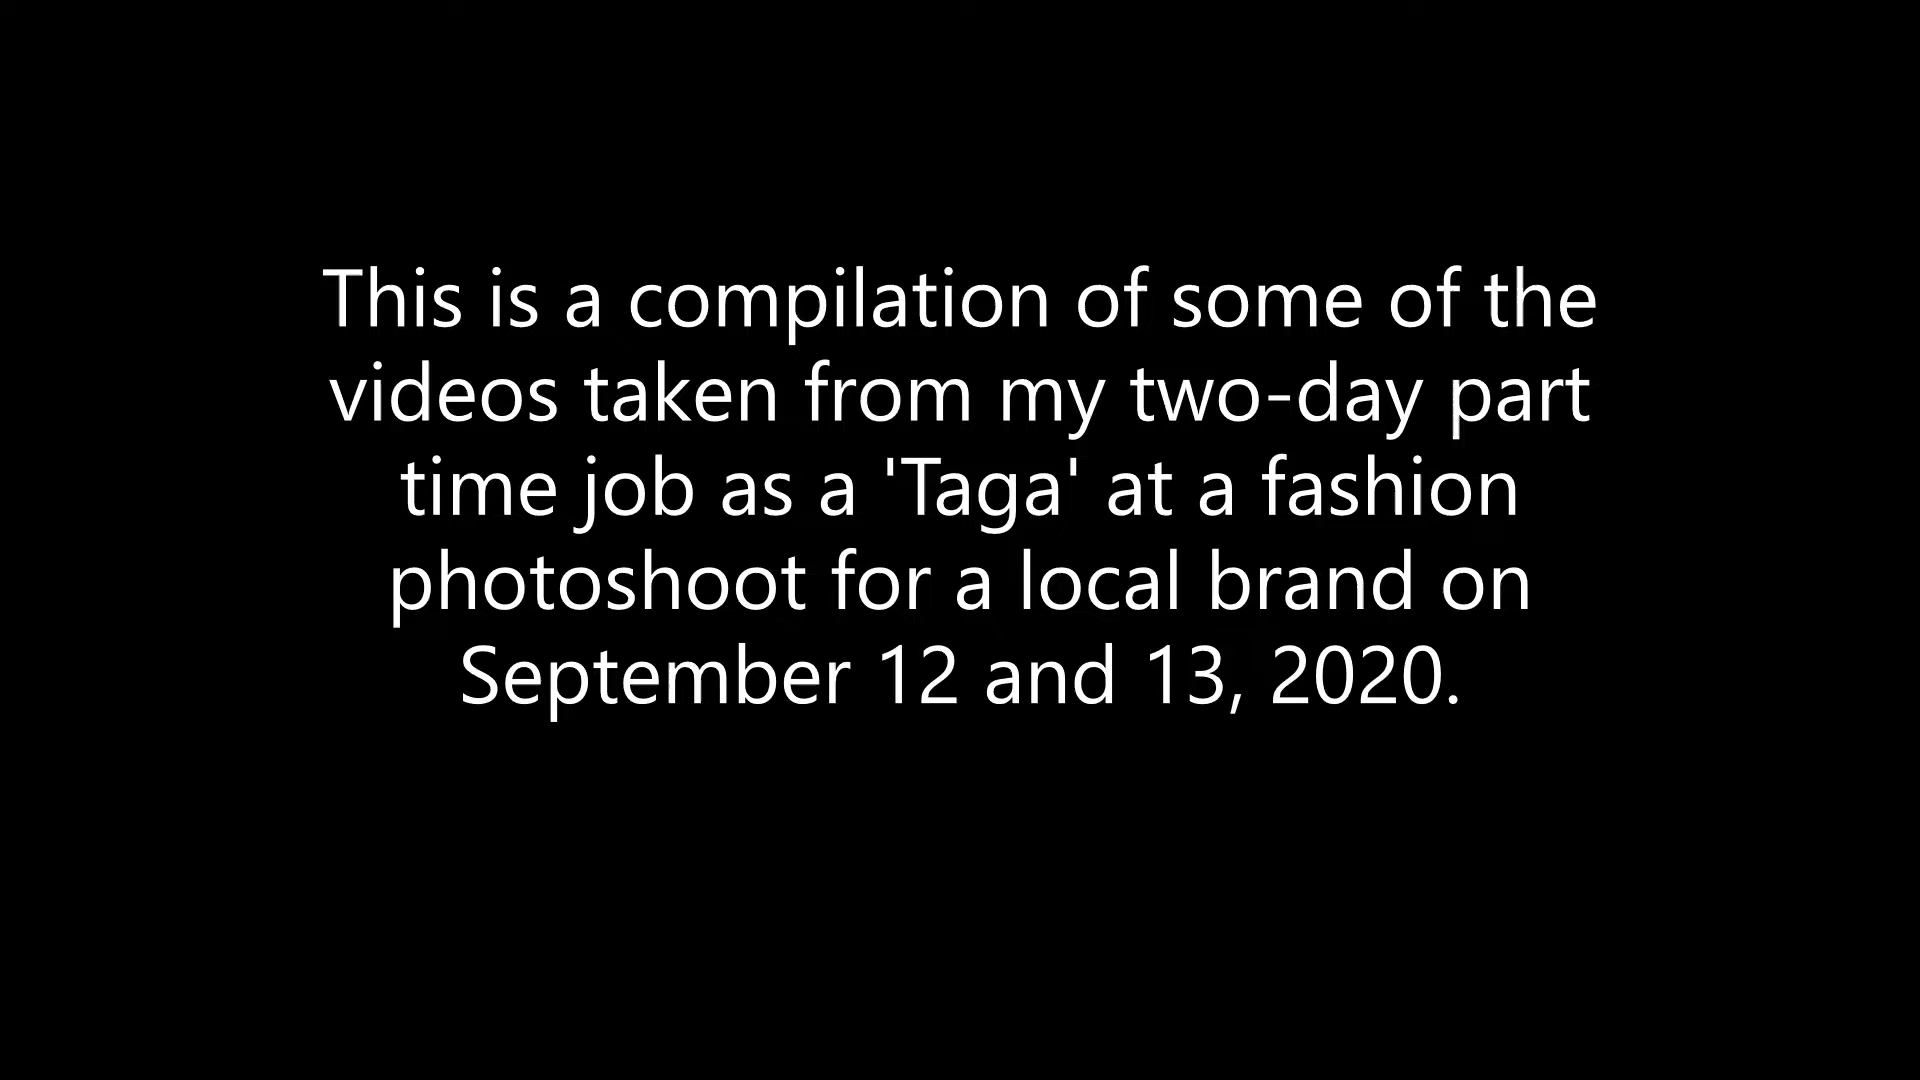 This is a compilation of some of the
videos taken from my two-day part
time job as a 'Taga' at a fashion
photoshoot for a local brand on
September 12 and 13, 2020.